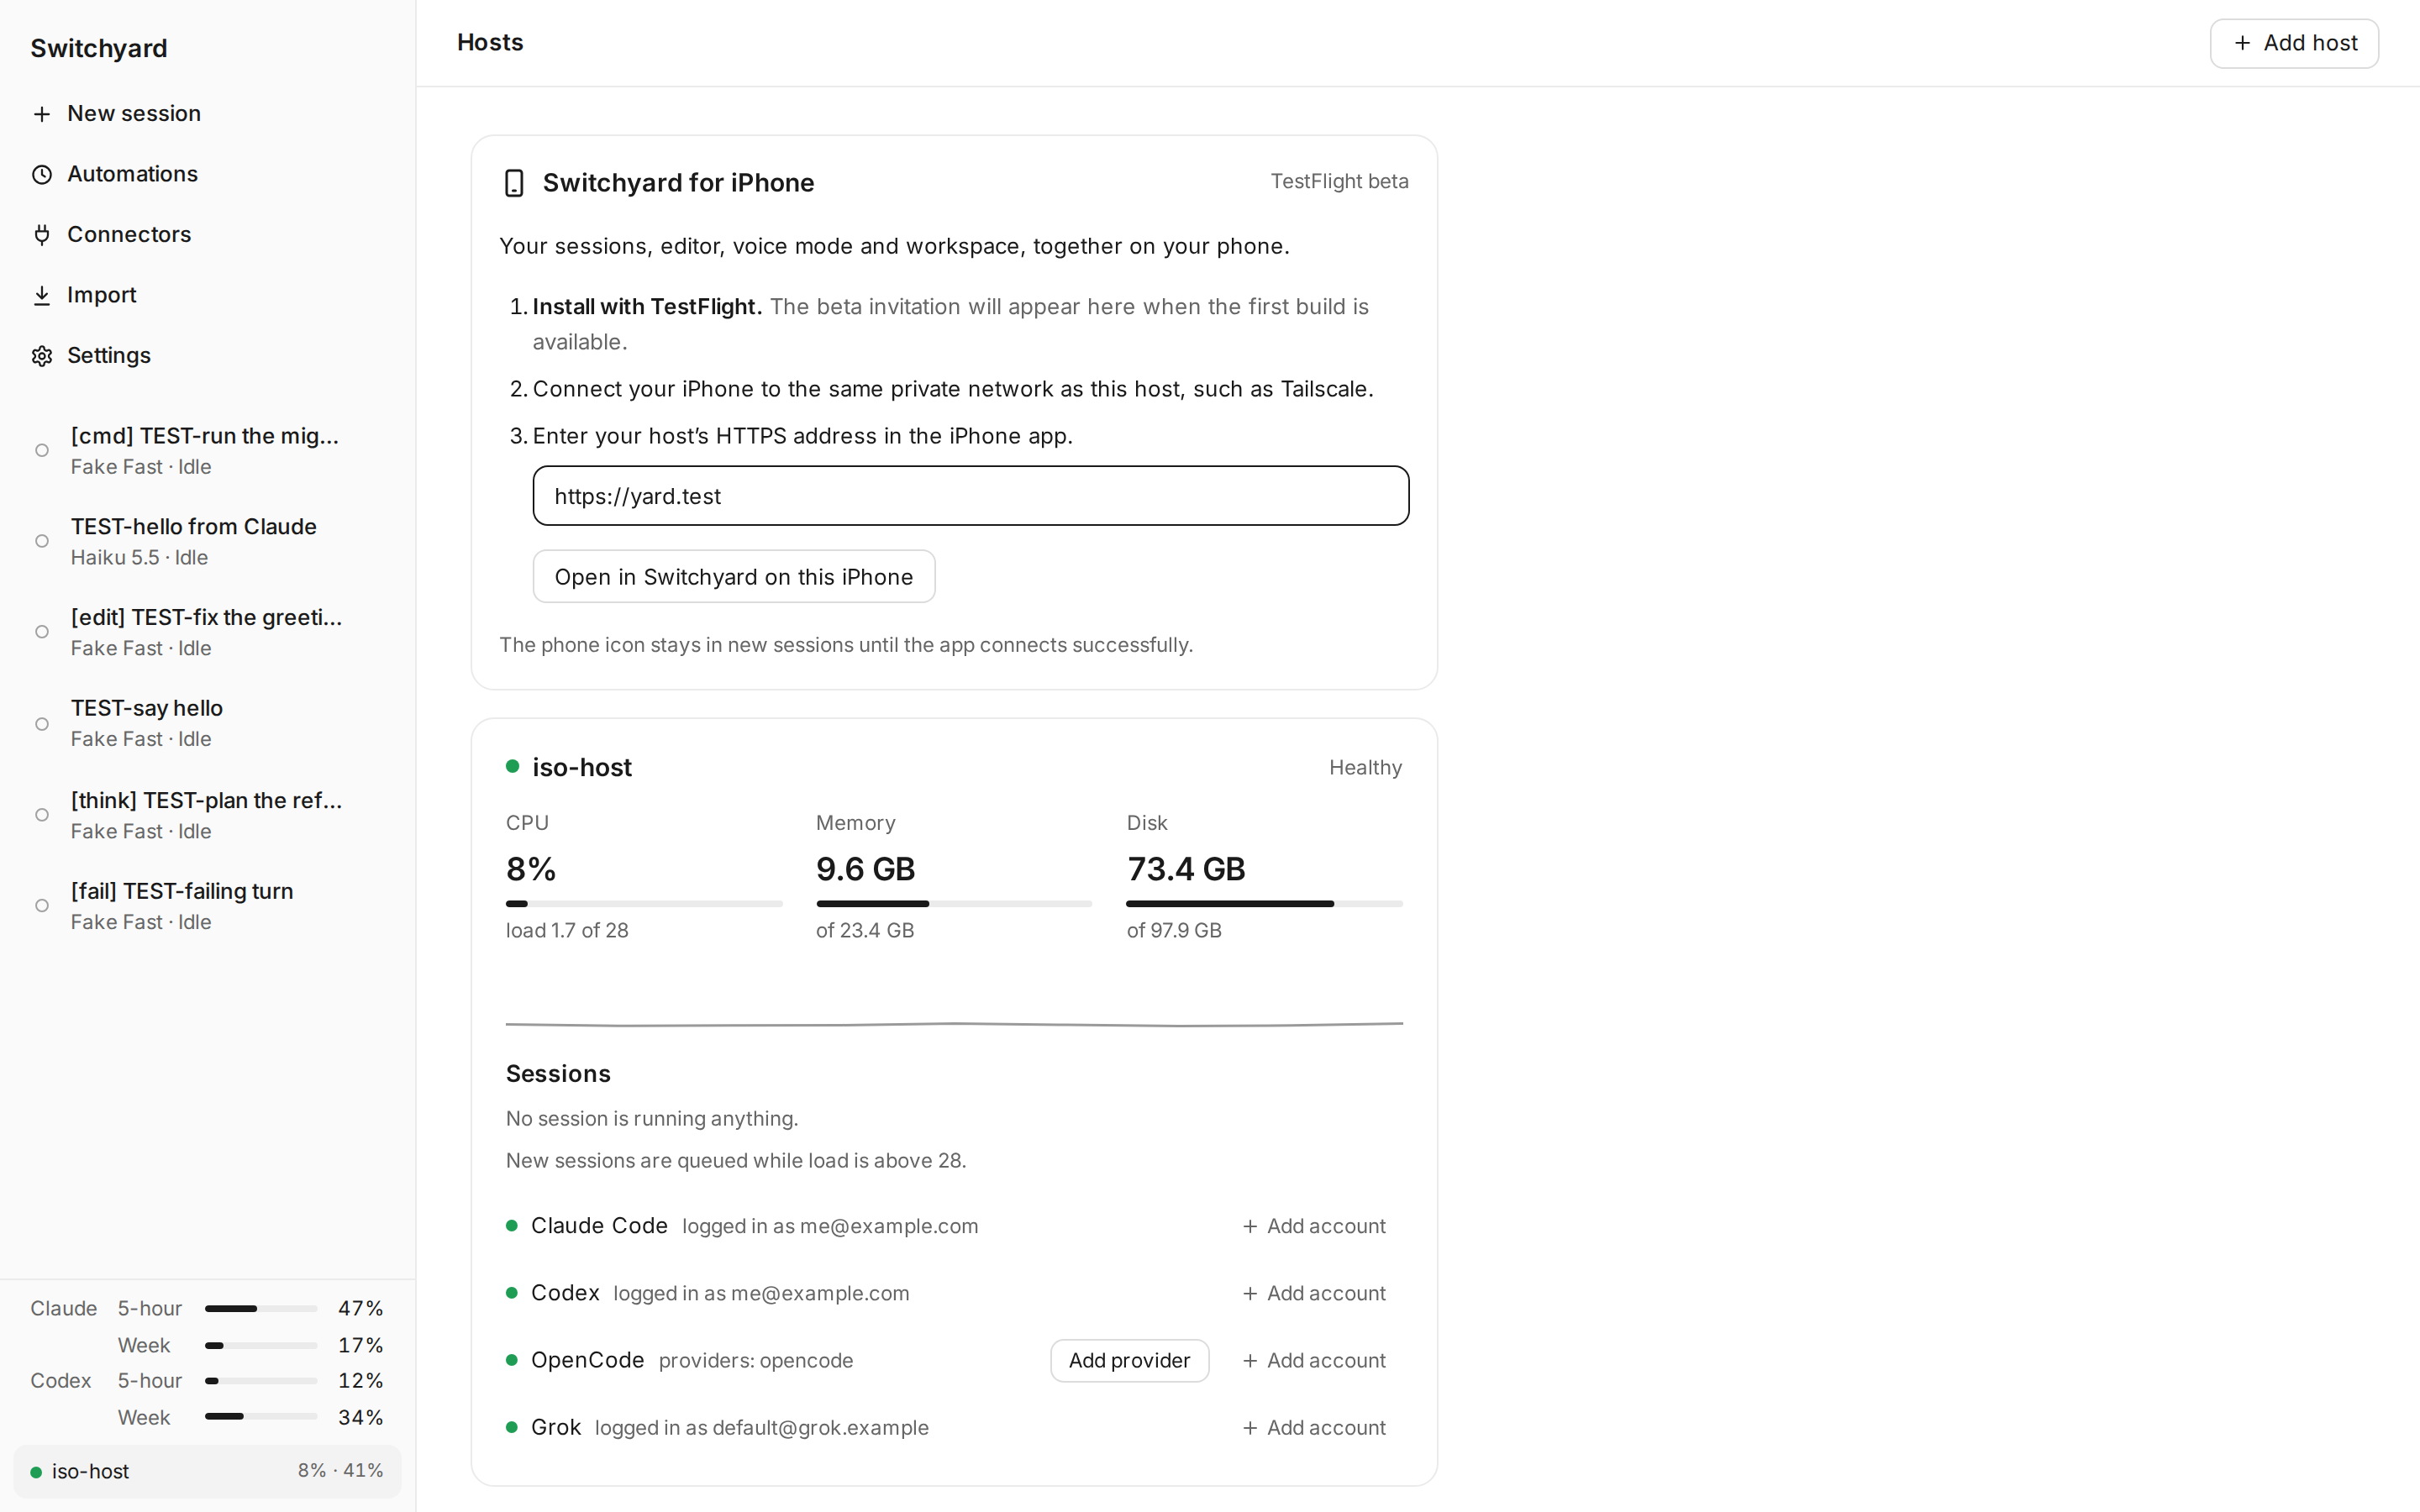 Switchyard
New session
Automations
Connectors
Import
Settings
[cmd] TEST-run the mig...
Fake Fast · Idle
TEST-hello from Claude
Haiku 5.5 · Idle
[edit] TEST-fix the greeti...
Fake Fast · Idle
TEST-say hello
Fake Fast · Idle
[think] TEST-plan the ref...
Fake Fast · Idle
[fail] TEST-failing turn
Fake Fast · Idle
Claude 5-hour 47%
Week 17%
Codex 5-hour 12%
Week 34%
iso-host 8% · 41%
Hosts
Add host
Switchyard for iPhone
TestFlight beta
Your sessions, editor, voice mode and workspace, together on your phone.
1. Install with TestFlight. The beta invitation will appear here when the first build is
available.
2. Connect your iPhone to the same private network as this host, such as Tailscale.
3. Enter your host’s HTTPS address in the iPhone app.
https://yard.test
Open in Switchyard on this iPhone
The phone icon stays in new sessions until the app connects successfully.
iso-host
Healthy
CPU Memory Disk
8% 9.6 GB 73.4 GB
load 1.7 of 28 of 23.4 GB of 97.9 GB
Sessions
No session is running anything.
New sessions are queued while load is above 28.
Claude Code logged in as me@example.com + Add account
Codex logged in as me@example.com + Add account
OpenCode providers: opencode Add provider + Add account
Grok logged in as default@grok.example + Add account